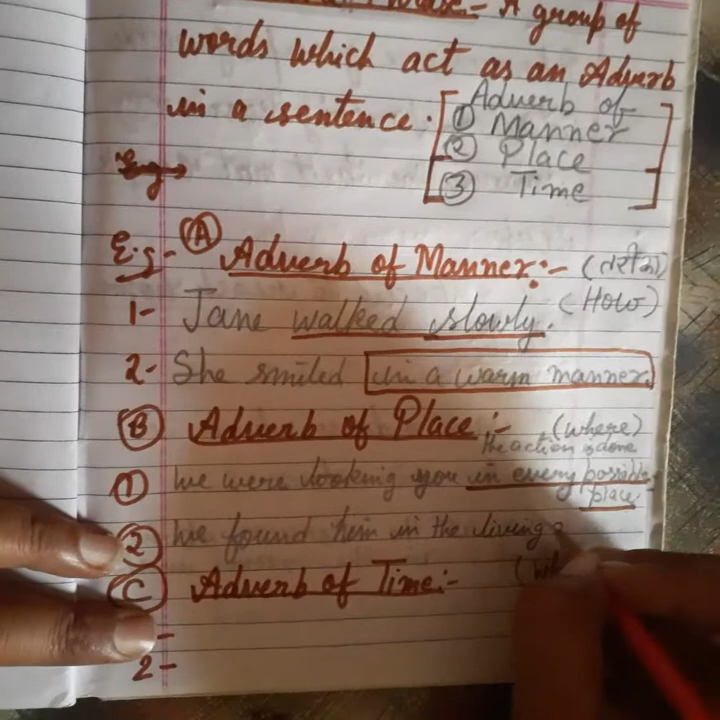 Phrase:- A group of
words which act as an Adverb
in a sentence. [Adverb of
① Manner
② Place
③ Time]
E.g- Ⓐ Adverb of Manner:- (detail)
1- Jane walked slowly. (How)
2- She smiled in a warm manner.
Ⓑ Adverb of Place:- (where)
the action is done
① We were looking you in every possible
place.
② We found him in the living
Ⓒ Adverb of Time:- (wh
-
2-